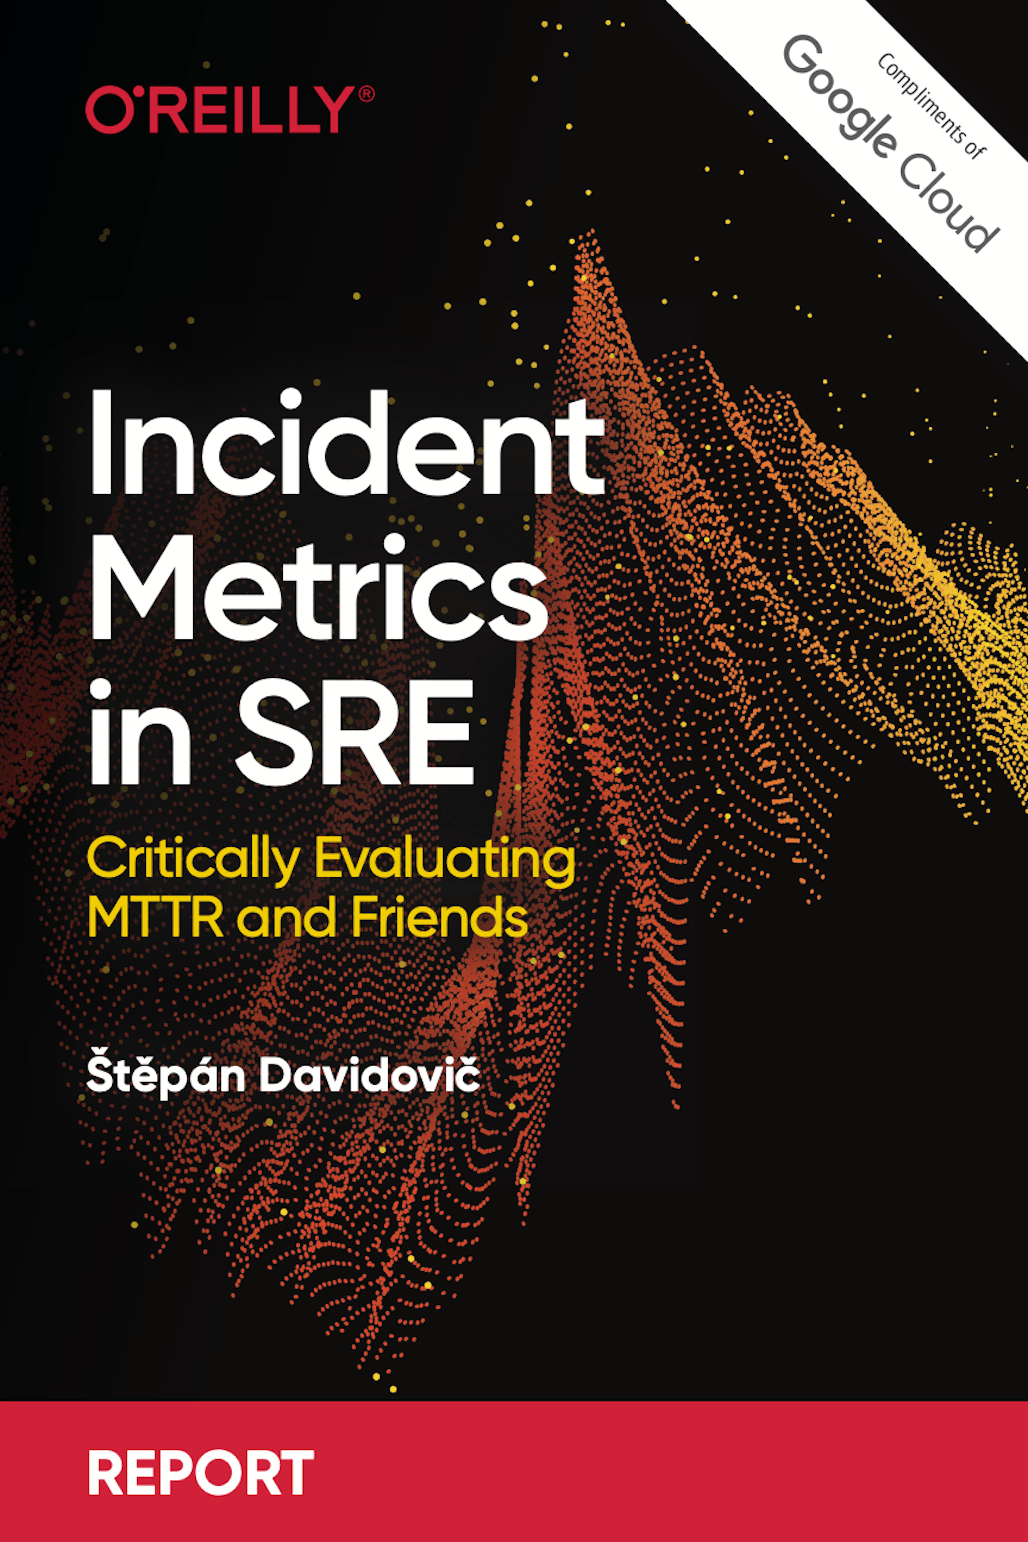 O'REILLY®
Compliments of
Google Cloud
Incident
Metrics
in SRE
Critically Evaluating
MTTR and Friends
Štěpán Davidovič
REPORT